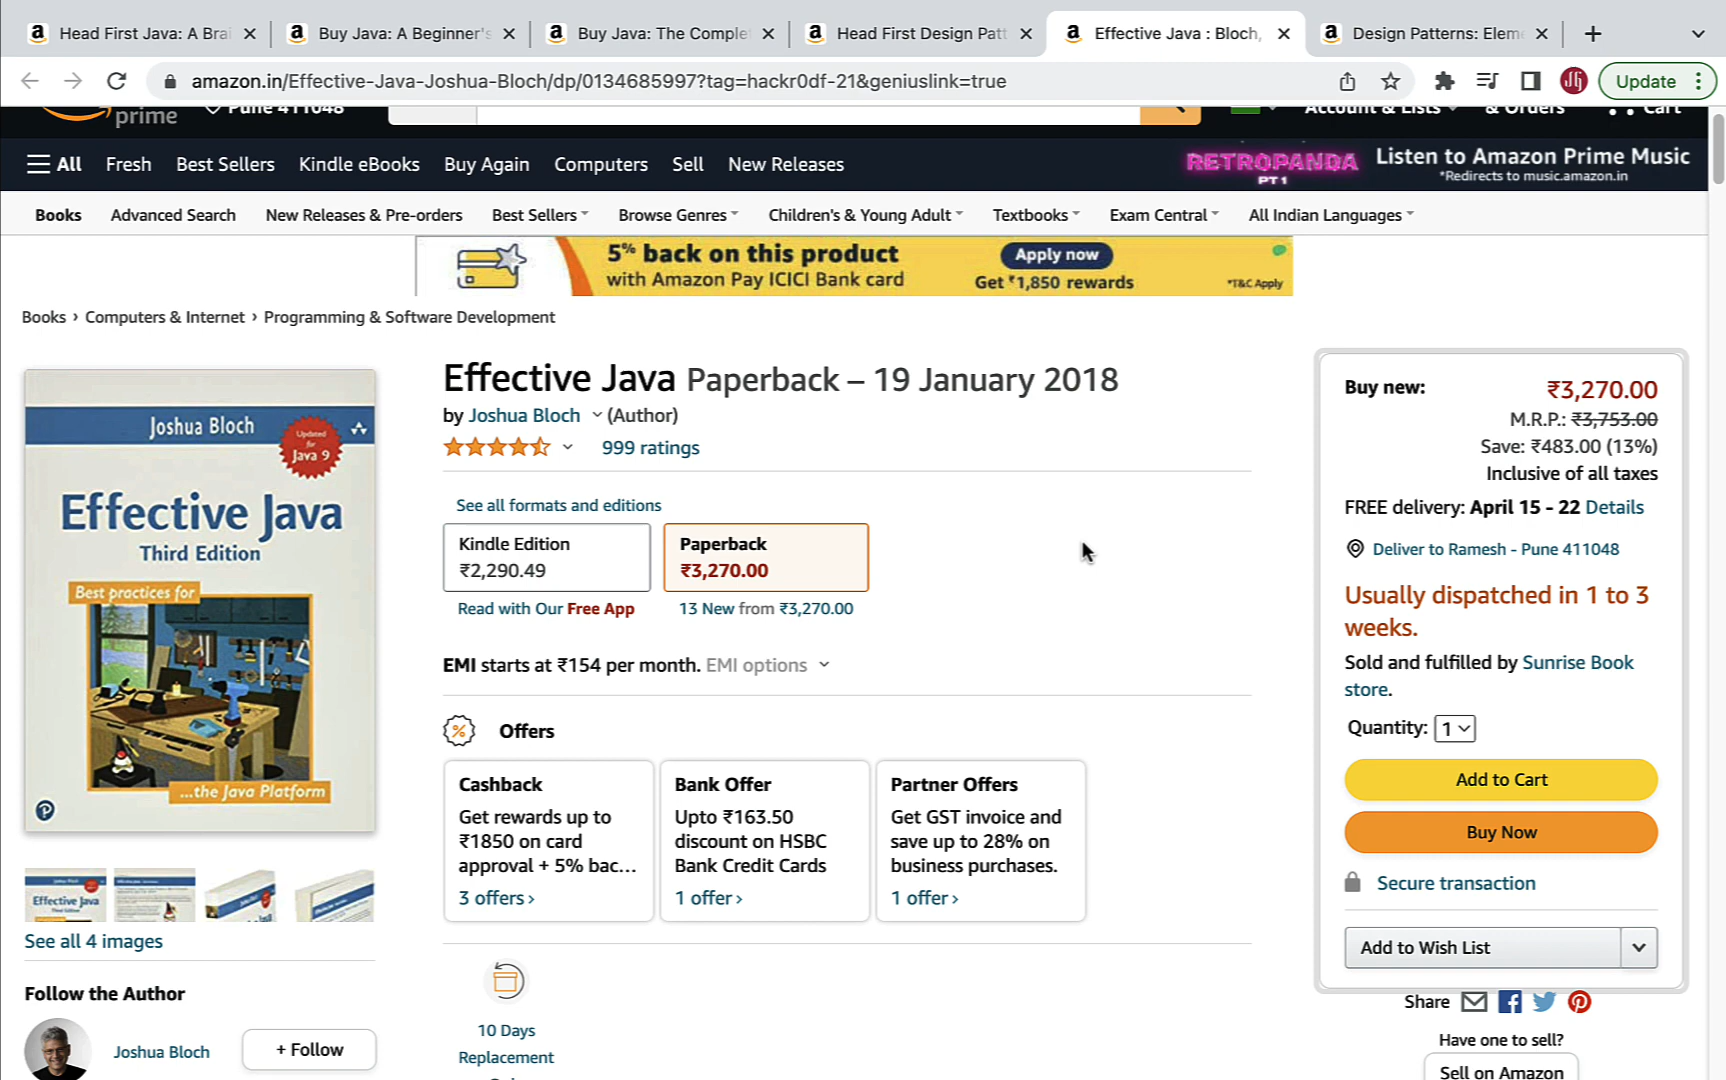 Head First Java: A Brai
Buy Java: A Beginner's
Buy Java: The Complet
Head First Design Patt
Effective Java : Bloch,
Design Patterns: Elem
amazon.in/Effective-Java-Joshua-Bloch/dp/0134685997?tag=hackr0df-21&geniuslink=true
Update
prime
Pune 411048
Account & Lists
& Orders
Cart
All
Fresh
Best Sellers
Kindle eBooks
Buy Again
Computers
Sell
New Releases
RETROPANDA
PT 1
Listen to Amazon Prime Music
*Redirects to music.amazon.in
Books
Advanced Search
New Releases & Pre-orders
Best Sellers
Browse Genres
Children's & Young Adult
Textbooks
Exam Central
All Indian Languages
5% back on this product
with Amazon Pay ICICI Bank card
Apply now
Get ₹1,850 rewards
*T&C Apply
Books › Computers & Internet › Programming & Software Development
Joshua Bloch
Updated
for
Java 9
Effective Java
Third Edition
Best practices for
...the Java Platform
See all 4 images
Follow the Author
Joshua Bloch
+ Follow
Effective Java Paperback – 19 January 2018
by Joshua Bloch (Author)
999 ratings
See all formats and editions
Kindle Edition
₹2,290.49
Paperback
₹3,270.00
Read with Our Free App
13 New from ₹3,270.00
EMI starts at ₹154 per month. EMI options
Offers
Cashback
Get rewards up to
₹1850 on card
approval + 5% bac...
3 offers ›
Bank Offer
Upto ₹163.50
discount on HSBC
Bank Credit Cards
1 offer ›
Partner Offers
Get GST invoice and
save up to 28% on
business purchases.
1 offer ›
10 Days
Replacement
Buy new:
₹3,270.00
M.R.P.: ₹3,753.00
Save: ₹483.00 (13%)
Inclusive of all taxes
FREE delivery: April 15 - 22 Details
Deliver to Ramesh - Pune 411048
Usually dispatched in 1 to 3
weeks.
Sold and fulfilled by Sunrise Book
store.
Quantity: 1
Add to Cart
Buy Now
Secure transaction
Add to Wish List
Share
Have one to sell?
Sell on Amazon